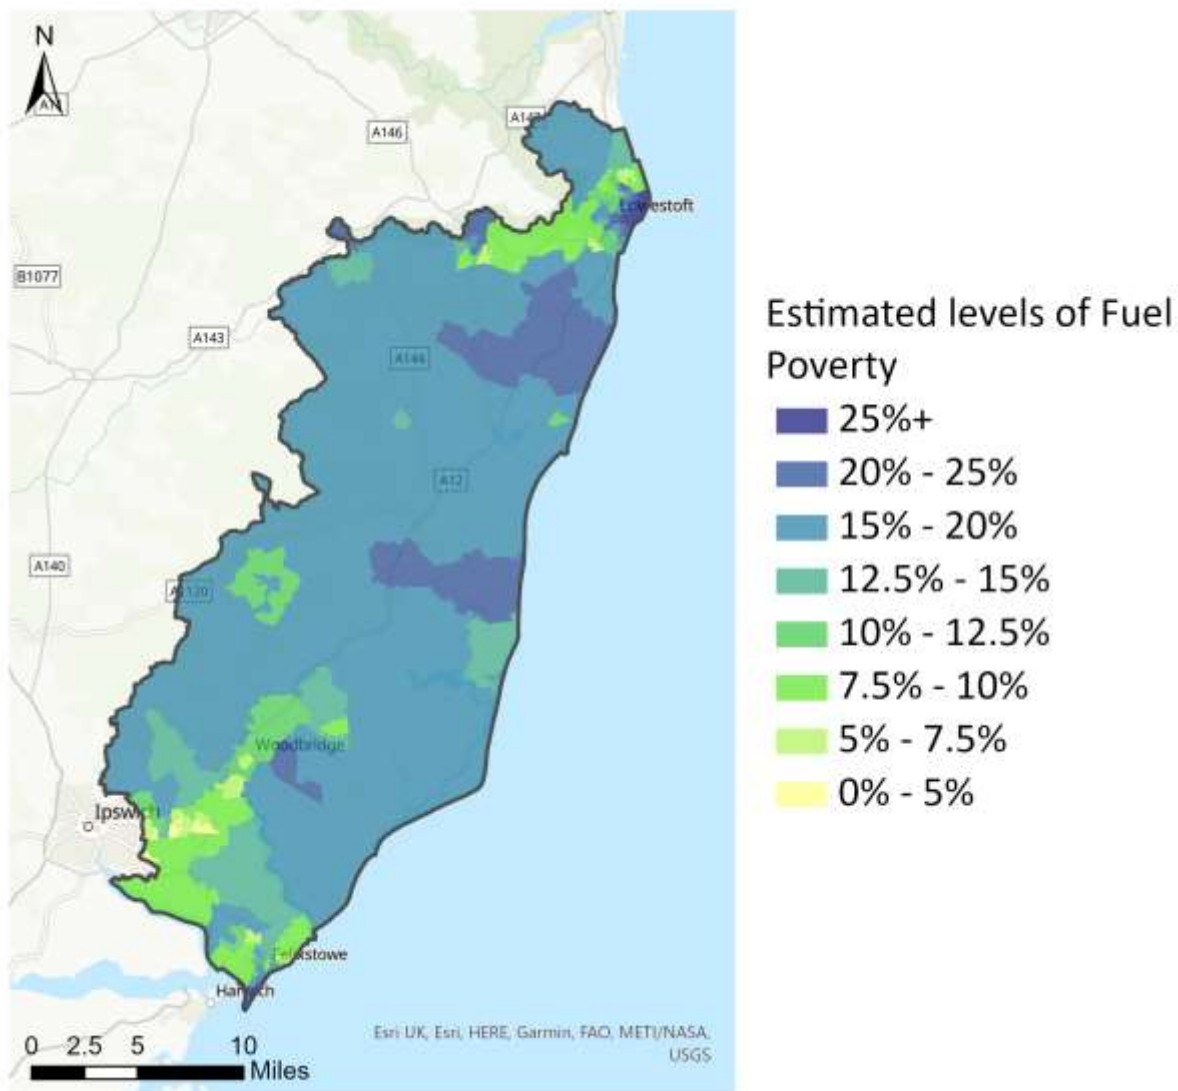 N
A146
Lowestoft
B1077
A143
A144
A12
A140
A1120
Woodbridge
Ipswich
Felixstowe
Harwich
0 2.5 5 10
Miles
Esri UK, Esri, HERE, Garmin, FAO, METI/NASA,
USGS
Estimated levels of Fuel
Poverty
25%+
20% - 25%
15% - 20%
12.5% - 15%
10% - 12.5%
7.5% - 10%
5% - 7.5%
0% - 5%